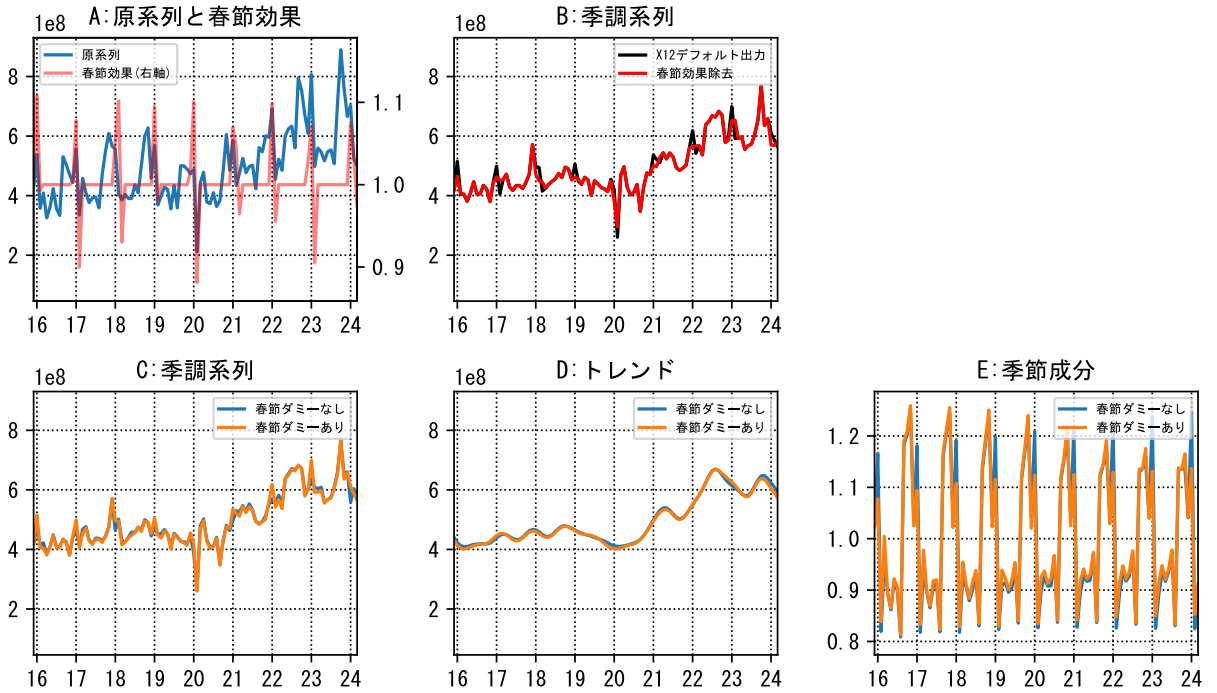 A:原系列と春節効果
1e8
原系列
春節効果(右軸)
8
6
4
2
1.1
1.0
0.9
16 17 18 19 20 21 22 23 24
B:季調系列
1e8
X12デフォルト出力
春節効果除去
8
6
4
2
16 17 18 19 20 21 22 23 24
C:季調系列
1e8
春節ダミーなし
春節ダミーあり
8
6
4
2
16 17 18 19 20 21 22 23 24
D:トレンド
1e8
春節ダミーなし
春節ダミーあり
8
6
4
2
16 17 18 19 20 21 22 23 24
E:季節成分
春節ダミーなし
春節ダミーあり
1.2
1.1
1.0
0.9
0.8
16 17 18 19 20 21 22 23 24